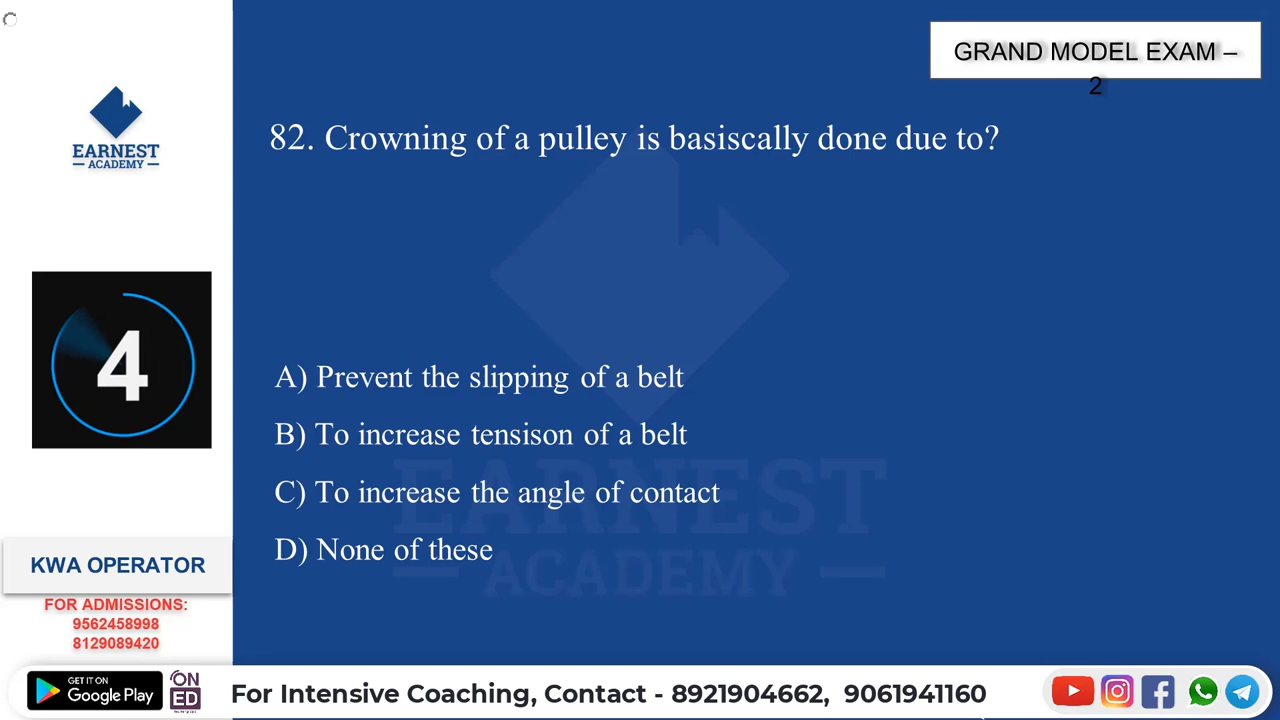 GRAND MODEL EXAM –
2
EARNEST
ACADEMY
82. Crowning of a pulley is basiscally done due to?
4
A) Prevent the slipping of a belt
B) To increase tensison of a belt
C) To increase the angle of contact
D) None of these
EARNEST
ACADEMY
KWA OPERATOR
FOR ADMISSIONS:
9562458998
8129089420
GET IT ON
Google Play
ON
ED
For Intensive Coaching, Contact - 8921904662, 9061941160